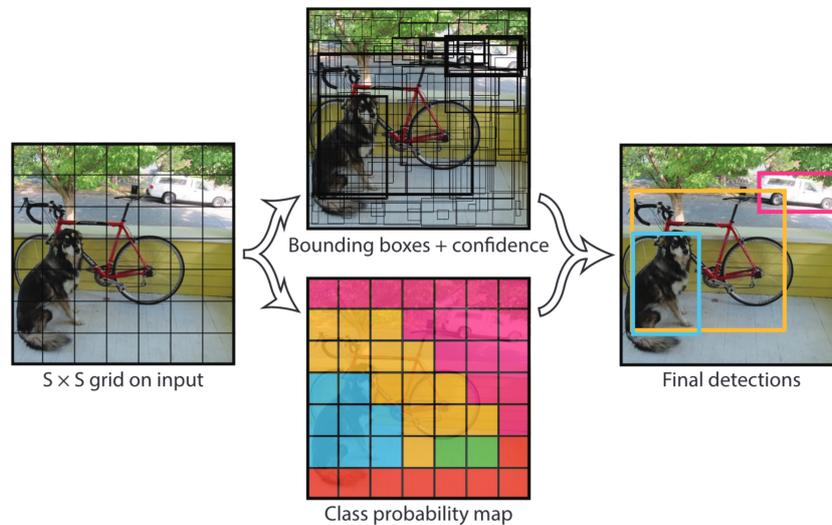 Bounding boxes + confidence
S × S grid on input
Final detections
Class probability map